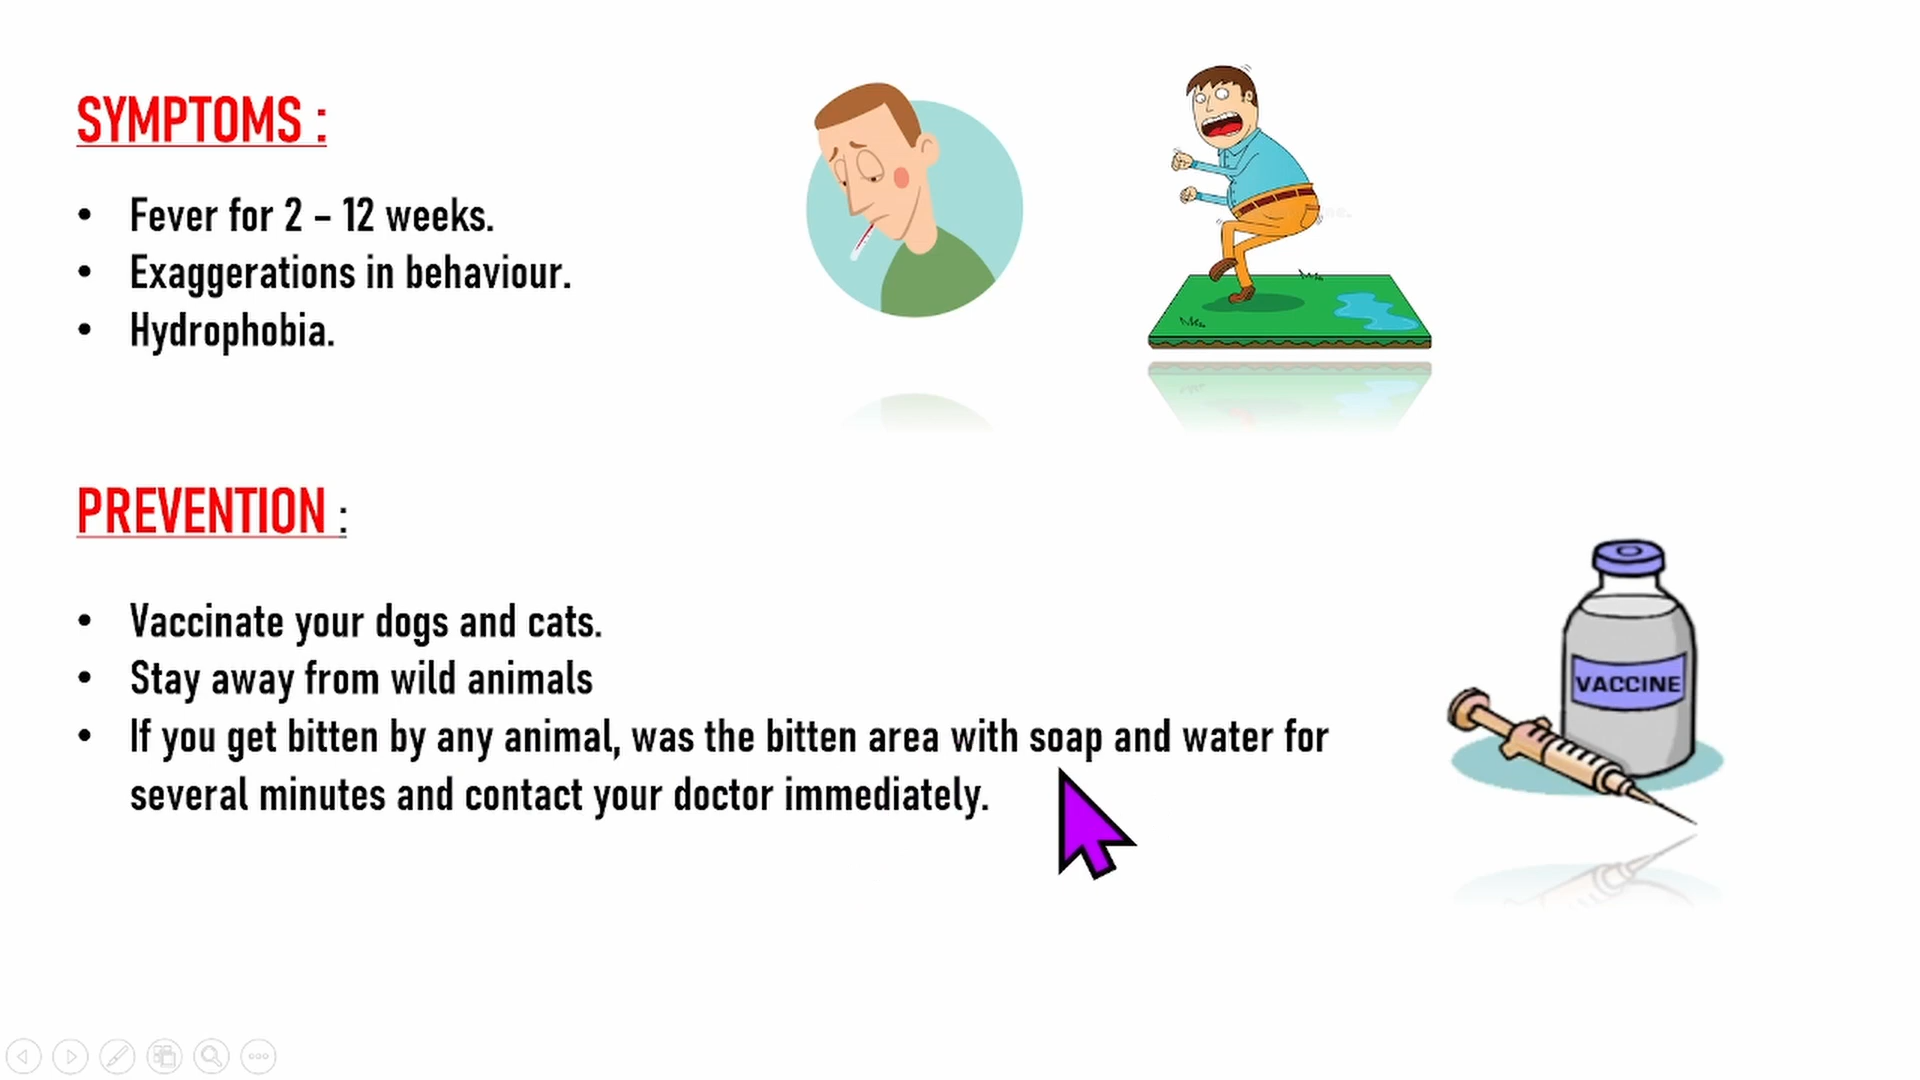 SYMPTOMS :
• Fever for 2 – 12 weeks.
• Exaggerations in behaviour.
• Hydrophobia.
PREVENTION :
• Vaccinate your dogs and cats.
• Stay away from wild animals
• If you get bitten by any animal, was the bitten area with soap and water for
several minutes and contact your doctor immediately.
VACCINE